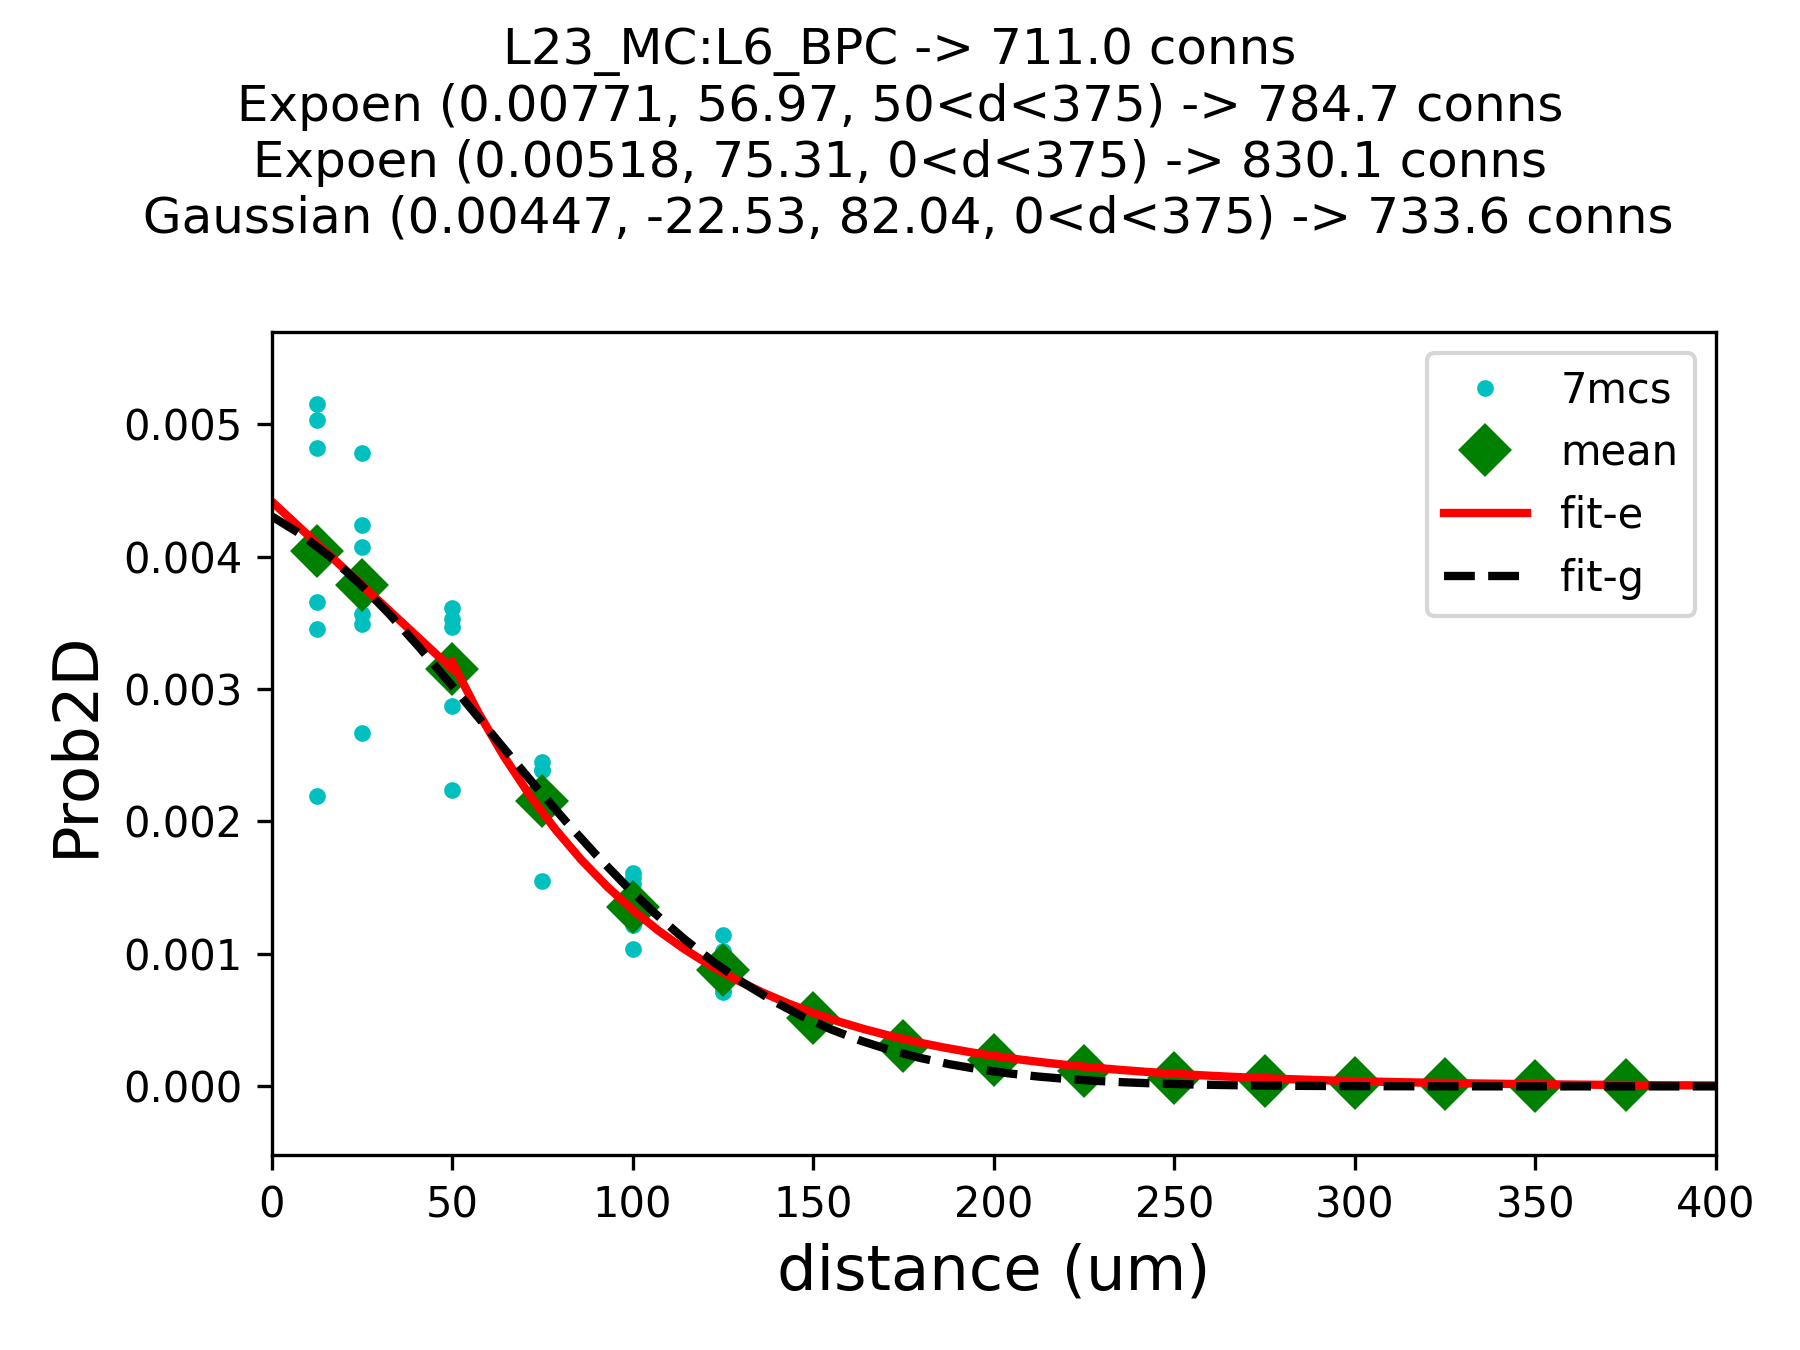 L23_MC:L6_BPC -> 711.0 conns
Expoen (0.00771, 56.97, 50<d<375) -> 784.7 conns
Expoen (0.00518, 75.31, 0<d<375) -> 830.1 conns
Gaussian (0.00447, -22.53, 82.04, 0<d<375) -> 733.6 conns
7mcs
mean
fit-e
fit-g
Prob2D
0.005
0.004
0.003
0.002
0.001
0.000
0 50 100 150 200 250 300 350 400
distance (um)